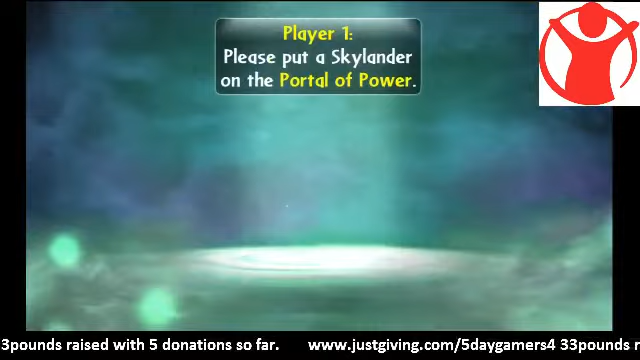 Player 1:
Please put a Skylander
on the Portal of Power.
3pounds raised with 5 donations so far. www.justgiving.com/5daygamers4 33pounds r